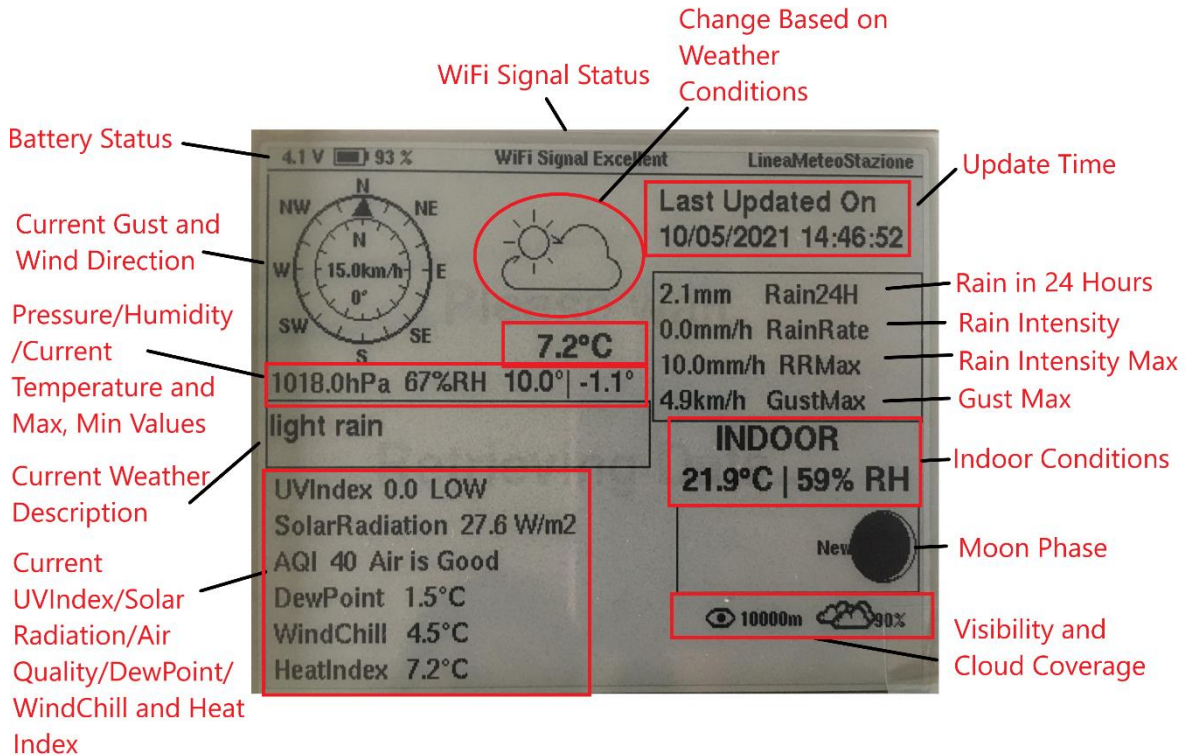 Change Based on
Weather
Conditions
WiFi Signal Status
Battery Status
4.1 V 93 %
WiFi Signal Excellent
LineaMeteoStazione
Update Time
Last Updated On
10/05/2021 14:46:52
Current Gust and
Wind Direction
N
NW NE
N
W 15.0km/h E
0°
SW SE
S
Pressure/Humidity
/Current
Temperature and
Max, Min Values
7.2°C
1018.0hPa 67%RH 10.0°| -1.1°
2.1mm Rain24H
0.0mm/h RainRate
10.0mm/h RRMax
4.9km/h GustMax
Rain in 24 Hours
Rain Intensity
Rain Intensity Max
Gust Max
light rain
Current Weather
Description
INDOOR
21.9°C | 59% RH
Indoor Conditions
UVIndex 0.0 LOW
SolarRadiation 27.6 W/m2
AQI 40 Air is Good
DewPoint 1.5°C
WindChill 4.5°C
HeatIndex 7.2°C
Current
UVIndex/Solar
Radiation/Air
Quality/DewPoint/
WindChill and Heat
Index
New
Moon Phase
10000m 90%
Visibility and
Cloud Coverage